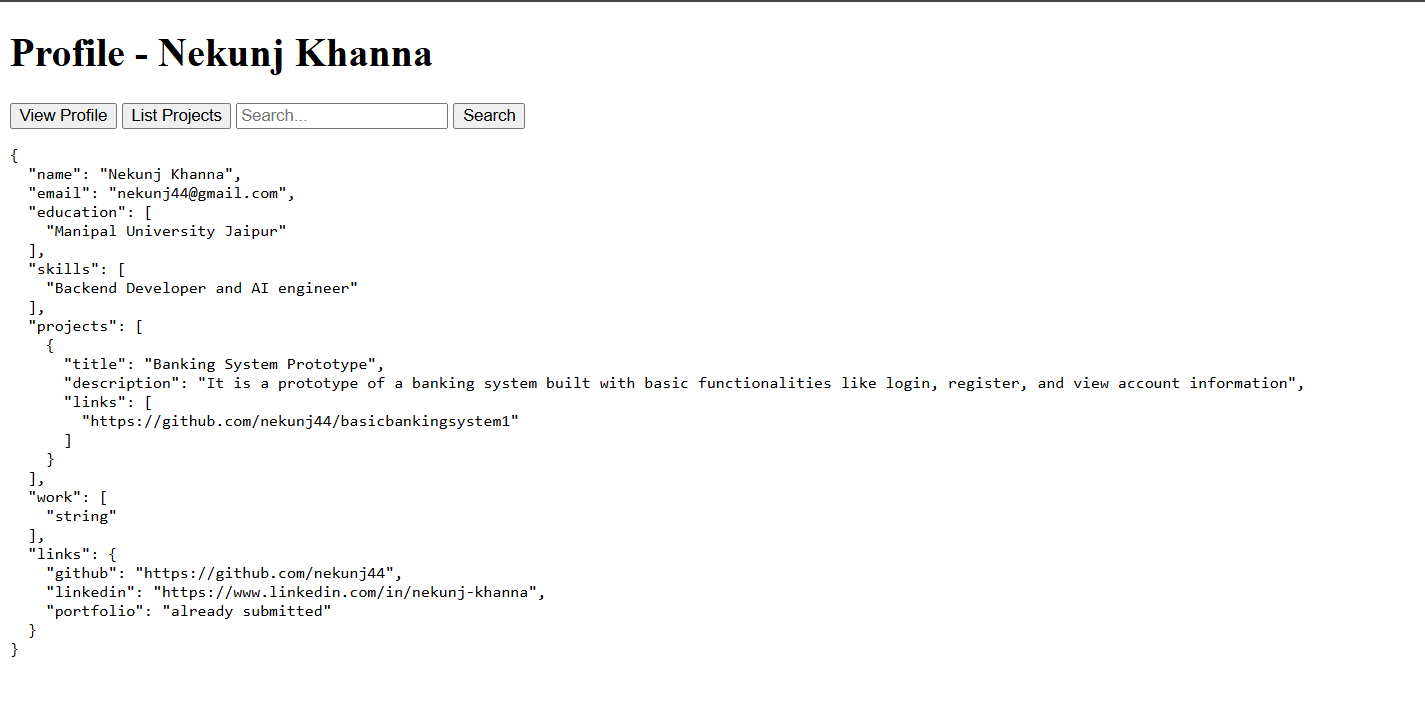 Profile - Nekunj Khanna
View Profile List Projects Search... Search
{
  "name": "Nekunj Khanna",
  "email": "nekunj44@gmail.com",
  "education": [
    "Manipal University Jaipur"
  ],
  "skills": [
    "Backend Developer and AI engineer"
  ],
  "projects": [
    {
      "title": "Banking System Prototype",
      "description": "It is a prototype of a banking system built with basic functionalities like login, register, and view account information",
      "links": [
        "https://github.com/nekunj44/basicbankingsystem1"
      ]
    }
  ],
  "work": [
    "string"
  ],
  "links": {
    "github": "https://github.com/nekunj44",
    "linkedin": "https://www.linkedin.com/in/nekunj-khanna",
    "portfolio": "already submitted"
  }
}